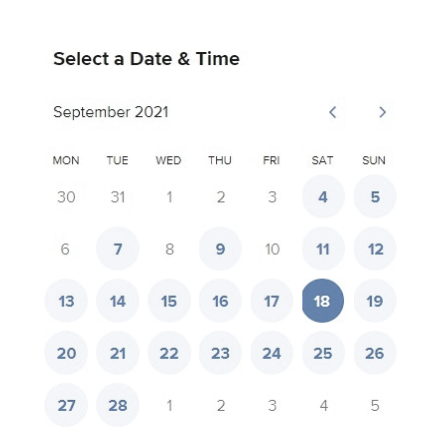 Select a Date & Time
September 2021
MON TUE WED THU FRI SAT SUN
30 31 1 2 3 4 5
6 7 8 9 10 11 12
13 14 15 16 17 18 19
20 21 22 23 24 25 26
27 28 1 2 3 4 5